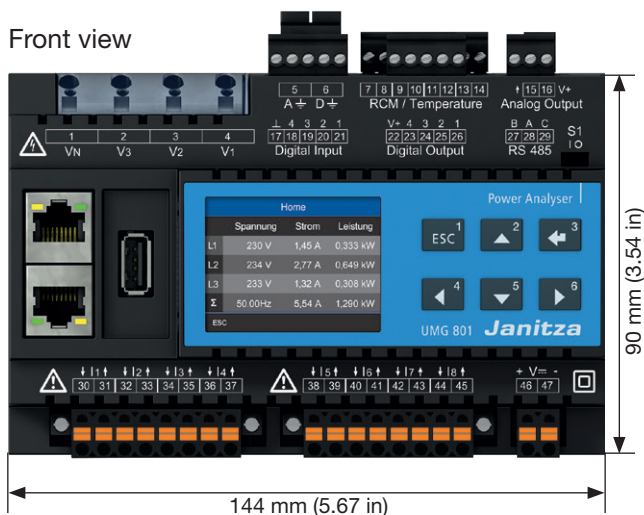 Front view
5 6
A ⏚ D ⏚
7 8 9 10 11 12 13 14
RCM / Temperature
15 16 V+
Analog Output
1 2 3 4
VN V3 V2 V1
⊥ 4 3 2 1
17 18 19 20 21
Digital Input
V+ 4 3 2 1
22 23 24 25 26
Digital Output
B A C
27 28 29
RS 485
S1
I O
Power Analyser
Home
Spannung Strom Leistung
L1 230 V 1,45 A 0,333 kW
L2 234 V 2,77 A 0,649 kW
L3 233 V 1,32 A 0,308 kW
Σ 50.00Hz 5,54 A 1,290 kW
ESC
ESC 1 2 3
4 5 6
UMG 801 Janitza
I1 I2 I3 I4
30 31 32 33 34 35 36 37
I5 I6 I7 I8
38 39 40 41 42 43 44 45
+ V⎓ -
46 47
90 mm (3.54 in)
144 mm (5.67 in)